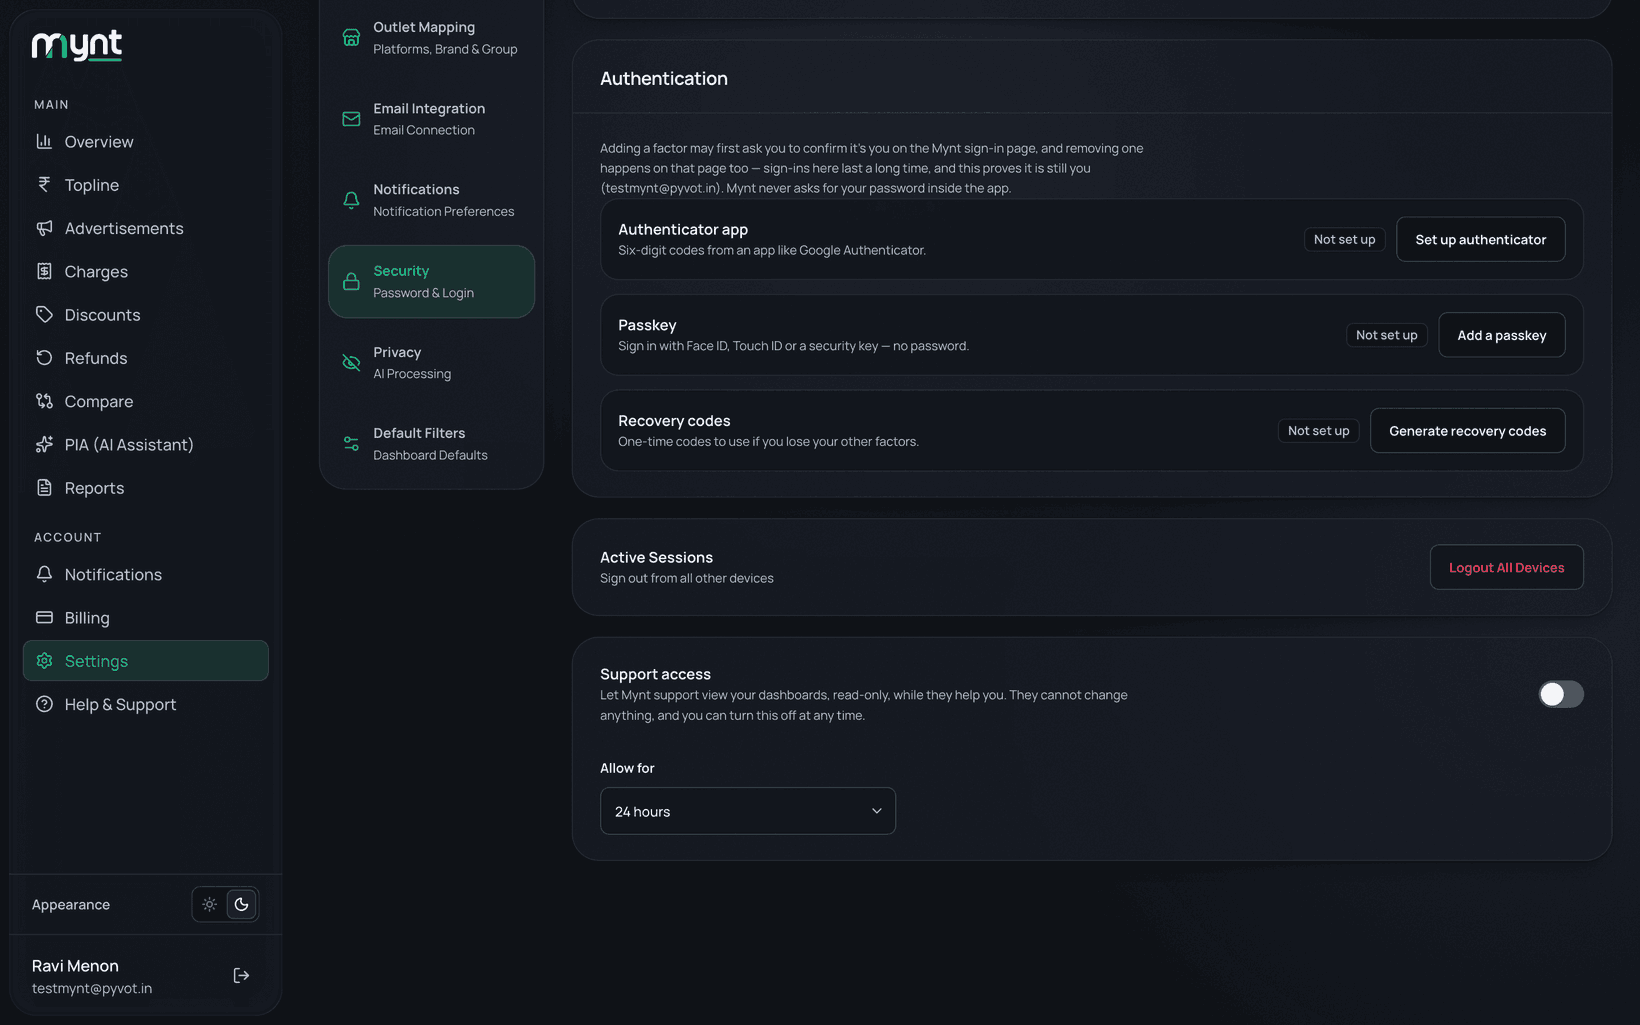 mynt
MAIN
Overview
Topline
Advertisements
Charges
Discounts
Refunds
Compare
PIA (AI Assistant)
Reports
ACCOUNT
Notifications
Billing
Settings
Help & Support
Appearance
Ravi Menon
testmynt@pyvot.in
Outlet Mapping
Platforms, Brand & Group
Email Integration
Email Connection
Notifications
Notification Preferences
Security
Password & Login
Privacy
AI Processing
Default Filters
Dashboard Defaults
Authentication
Adding a factor may first ask you to confirm it's you on the Mynt sign-in page, and removing one
happens on that page too — sign-ins here last a long time, and this proves it is still you
(testmynt@pyvot.in). Mynt never asks for your password inside the app.
Authenticator app
Six-digit codes from an app like Google Authenticator.
Not set up
Set up authenticator
Passkey
Sign in with Face ID, Touch ID or a security key — no password.
Not set up
Add a passkey
Recovery codes
One-time codes to use if you lose your other factors.
Not set up
Generate recovery codes
Active Sessions
Sign out from all other devices
Logout All Devices
Support access
Let Mynt support view your dashboards, read-only, while they help you. They cannot change
anything, and you can turn this off at any time.
Allow for
24 hours